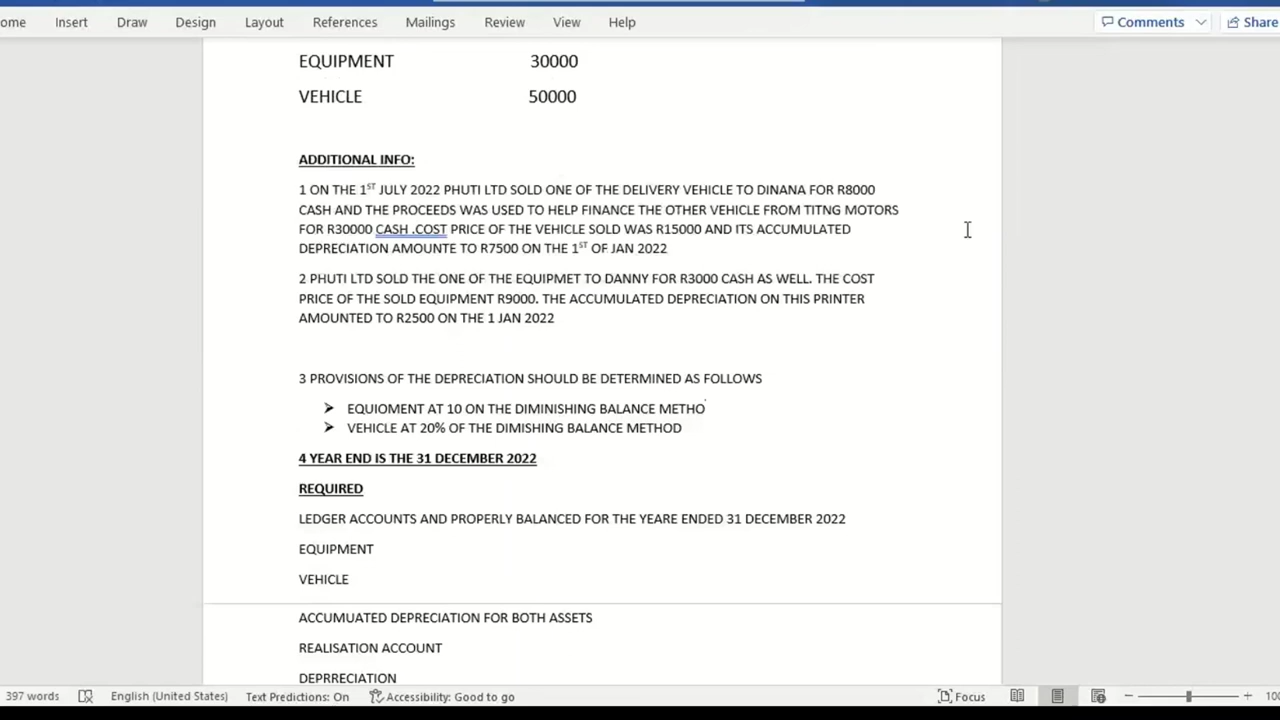 ome Insert Draw Design Layout References Mailings Review View Help Comments Share
EQUIPMENT 30000
VEHICLE 50000
ADDITIONAL INFO:
1 ON THE 1ST JULY 2022 PHUTI LTD SOLD ONE OF THE DELIVERY VEHICLE TO DINANA FOR R8000
CASH AND THE PROCEEDS WAS USED TO HELP FINANCE THE OTHER VEHICLE FROM TITNG MOTORS
FOR R30000 CASH .COST PRICE OF THE VEHICLE SOLD WAS R15000 AND ITS ACCUMULATED
DEPRECIATION AMOUNTE TO R7500 ON THE 1ST OF JAN 2022
2 PHUTI LTD SOLD THE ONE OF THE EQUIPMET TO DANNY FOR R3000 CASH AS WELL. THE COST
PRICE OF THE SOLD EQUIPMENT R9000. THE ACCUMULATED DEPRECIATION ON THIS PRINTER
AMOUNTED TO R2500 ON THE 1 JAN 2022
3 PROVISIONS OF THE DEPRECIATION SHOULD BE DETERMINED AS FOLLOWS
➤ EQUIOMENT AT 10 ON THE DIMINISHING BALANCE METHO
➤ VEHICLE AT 20% OF THE DIMISHING BALANCE METHOD
4 YEAR END IS THE 31 DECEMBER 2022
REQUIRED
LEDGER ACCOUNTS AND PROPERLY BALANCED FOR THE YEARE ENDED 31 DECEMBER 2022
EQUIPMENT
VEHICLE
ACCUMUATED DEPRECIATION FOR BOTH ASSETS
REALISATION ACCOUNT
DEPRRECIATION
397 words English (United States) Text Predictions: On Accessibility: Good to go Focus 100